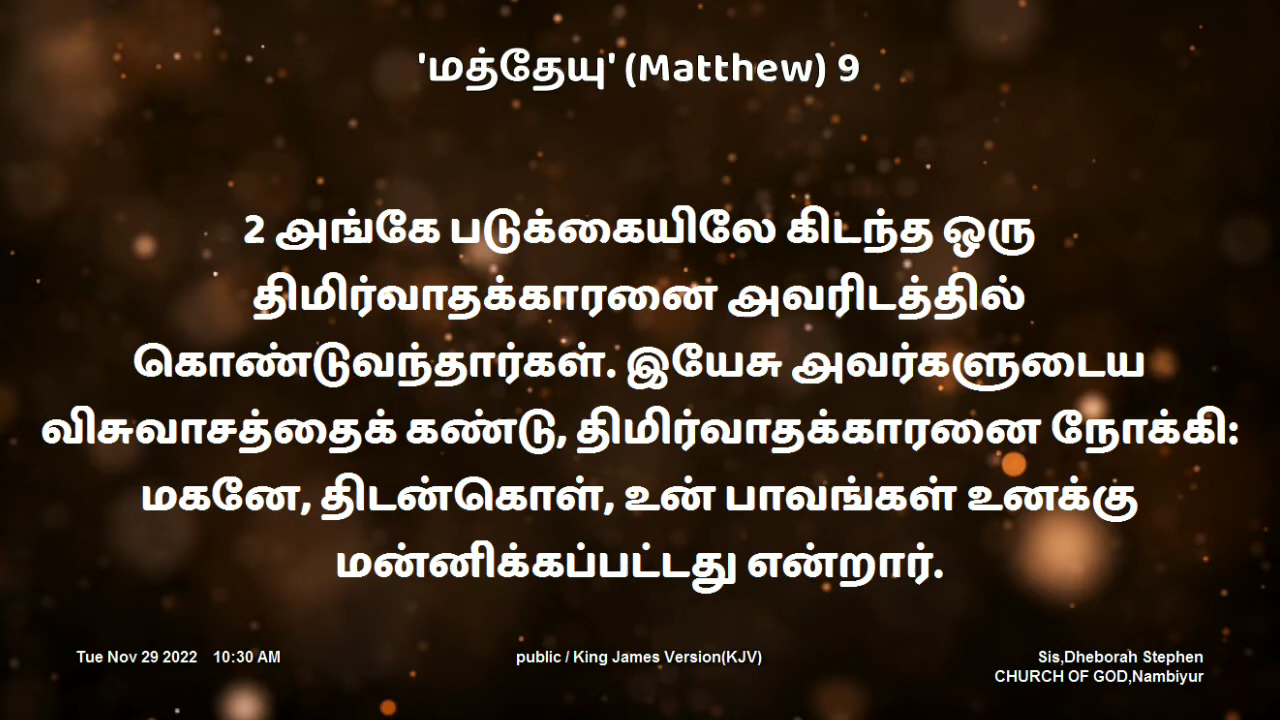 'மத்தேயு' (Matthew) 9
2 அங்கே படுக்கையிலே கிடந்த ஒரு
திமிர்வாதக்காரனை அவரிடத்தில்
கொண்டுவந்தார்கள். இயேசு அவர்களுடைய
விசுவாசத்தைக் கண்டு, திமிர்வாதக்காரனை நோக்கி:
மகனே, திடன்கொள், உன் பாவங்கள் உனக்கு
மன்னிக்கப்பட்டது என்றார்.
Tue Nov 29 2022 10:30 AM
public / King James Version(KJV)
Sis,Dheborah Stephen
CHURCH OF GOD,Nambiyur